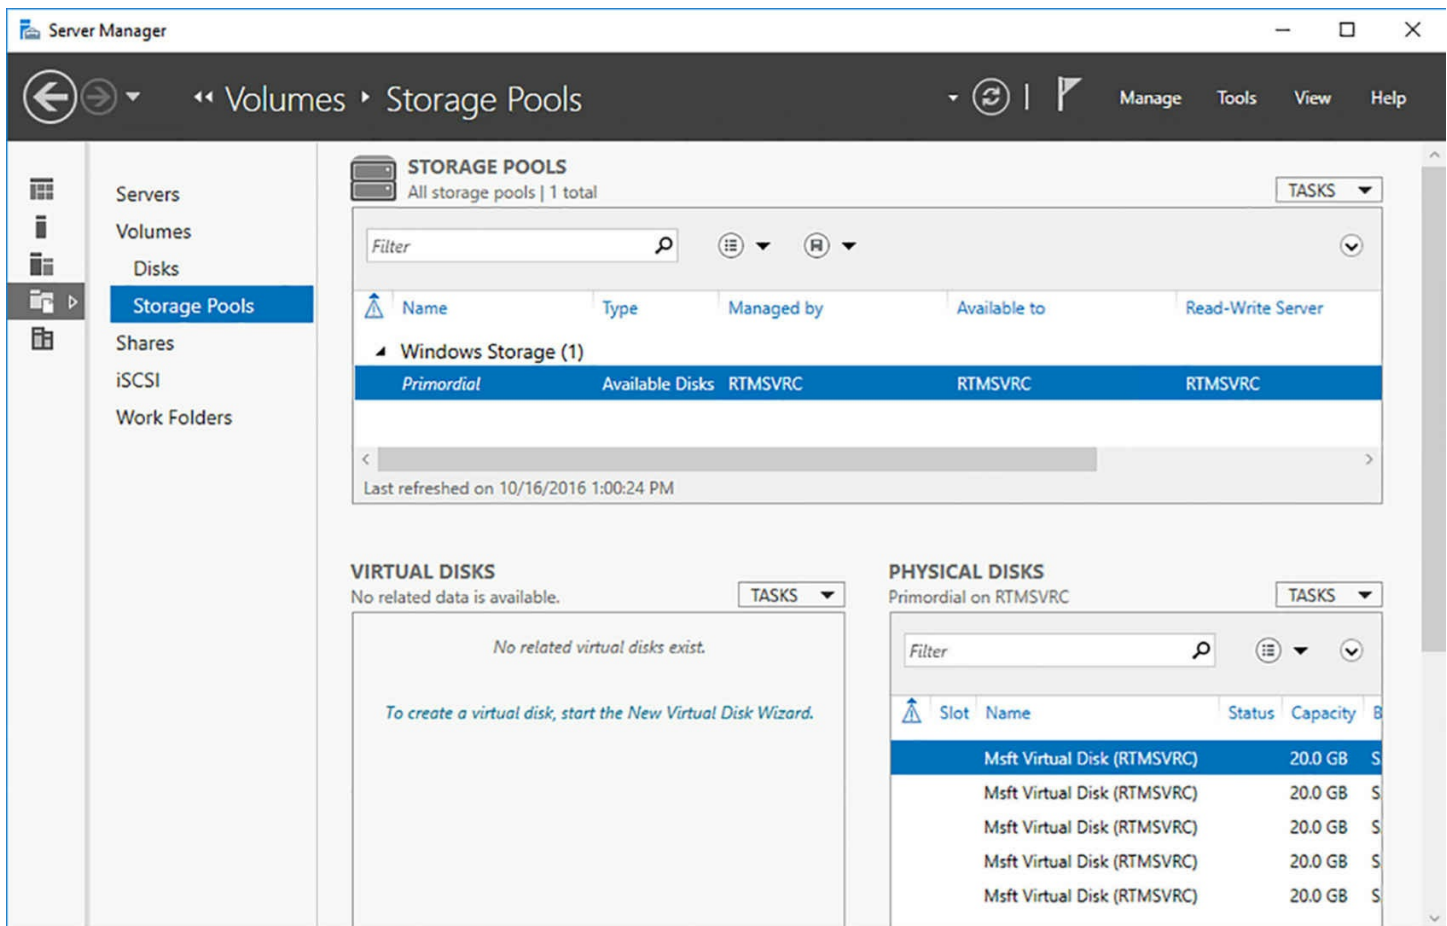 Server Manager
Volumes Storage Pools
Manage Tools View Help
Servers
Volumes
Disks
Storage Pools
Shares
iSCSI
Work Folders
STORAGE POOLS
All storage pools | 1 total
TASKS
Filter
Name Type Managed by Available to Read-Write Server
Windows Storage (1)
Primordial Available Disks RTMSVRC RTMSVRC RTMSVRC
Last refreshed on 10/16/2016 1:00:24 PM
VIRTUAL DISKS
No related data is available.
TASKS
No related virtual disks exist.
To create a virtual disk, start the New Virtual Disk Wizard.
PHYSICAL DISKS
Primordial on RTMSVRC
TASKS
Filter
Slot Name Status Capacity B
Msft Virtual Disk (RTMSVRC) 20.0 GB S
Msft Virtual Disk (RTMSVRC) 20.0 GB S
Msft Virtual Disk (RTMSVRC) 20.0 GB S
Msft Virtual Disk (RTMSVRC) 20.0 GB S
Msft Virtual Disk (RTMSVRC) 20.0 GB S